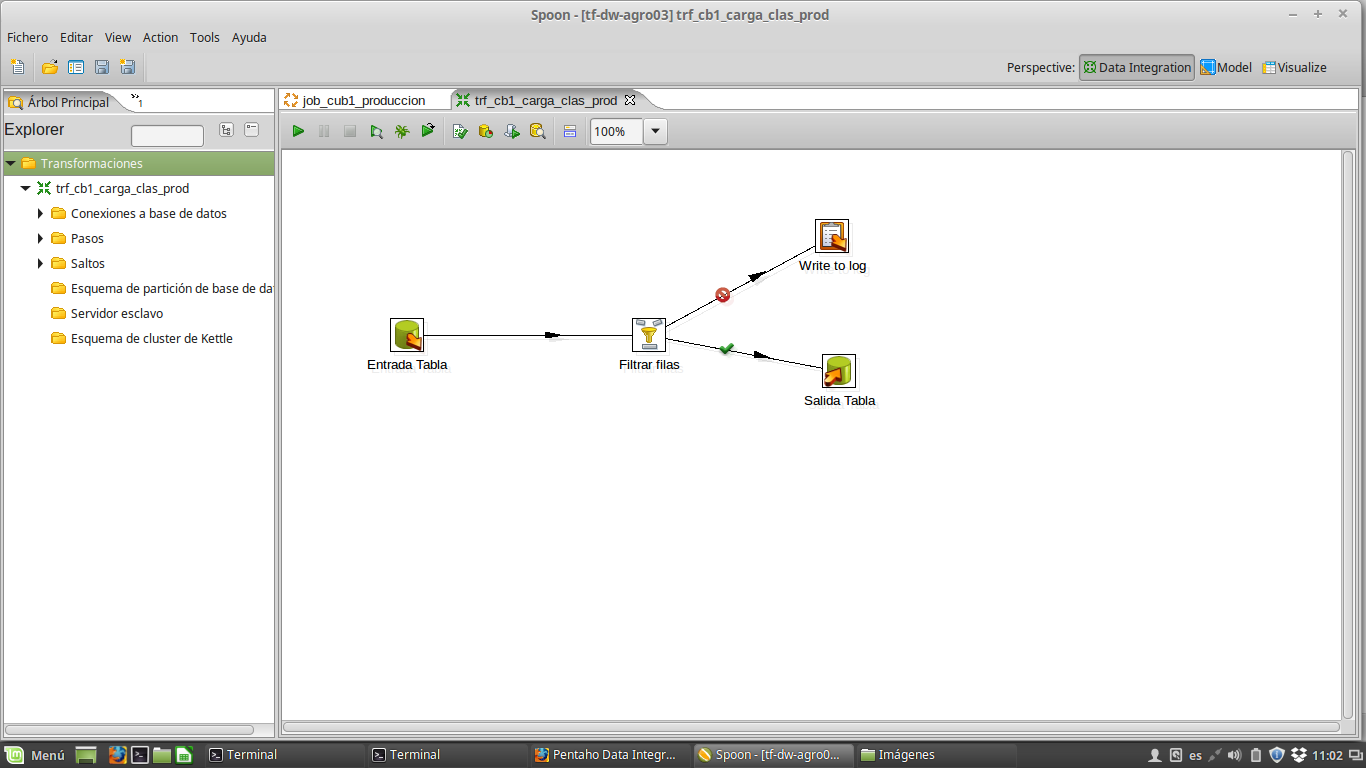 Spoon - [tf-dw-agro03] trf_cb1_carga_clas_prod
Fichero Editar View Action Tools Ayuda
Perspective: Data Integration Model Visualize
Árbol Principal
1
job_cub1_produccion
trf_cb1_carga_clas_prod
Explorer
100%
Transformaciones
trf_cb1_carga_clas_prod
Conexiones a base de datos
Pasos
Saltos
Esquema de partición de base de da
Servidor esclavo
Esquema de cluster de Kettle
Write to log
Entrada Tabla
Filtrar filas
Salida Tabla
Menú Terminal Terminal Pentaho Data Integr... Spoon - [tf-dw-agro0... Imágenes es 11:02